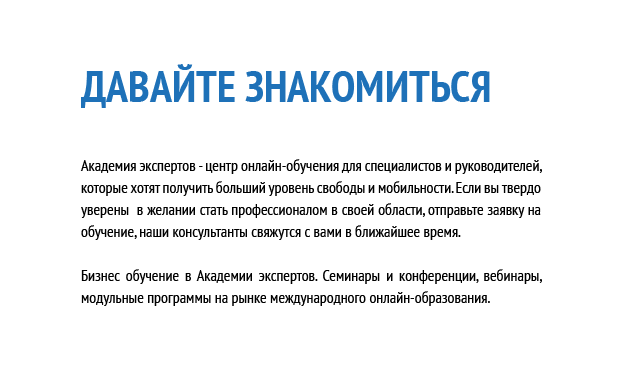 ДАВАЙТЕ ЗНАКОМИТЬСЯ
Академия экспертов - центр онлайн-обучения для специалистов и руководителей,
которые хотят получить больший уровень свободы и мобильности. Если вы твердо
уверены  в желании стать профессионалом в своей области, отправьте заявку на
обучение, наши консультанты свяжутся с вами в ближайшее время.
Бизнес обучение в Академии экспертов. Семинары и конференции, вебинары,
модульные программы на рынке международного онлайн-образования.